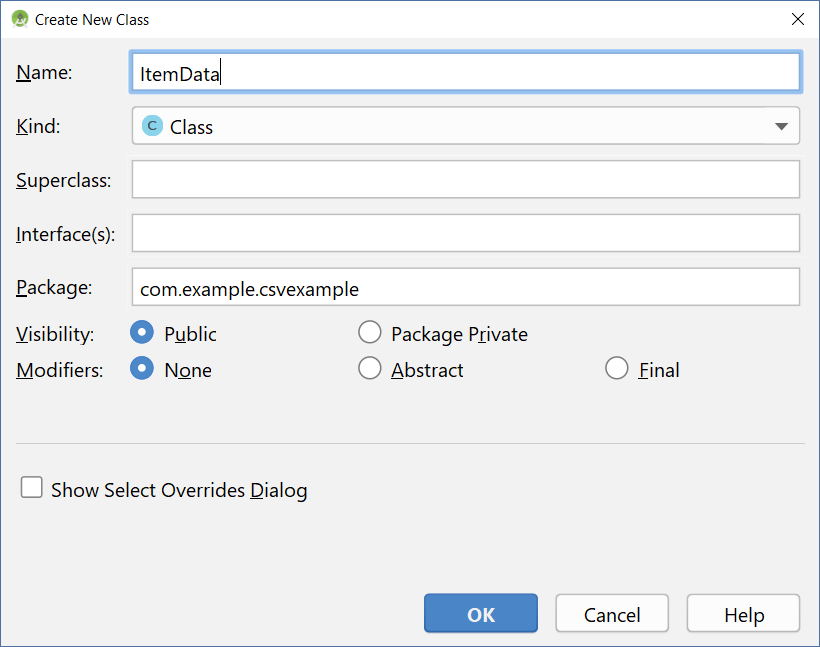 Create New Class
Name: ItemData
Kind: C Class
Superclass:
Interface(s):
Package: com.example.csvexample
Visibility: Public Package Private
Modifiers: None Abstract Final
Show Select Overrides Dialog
OK Cancel Help